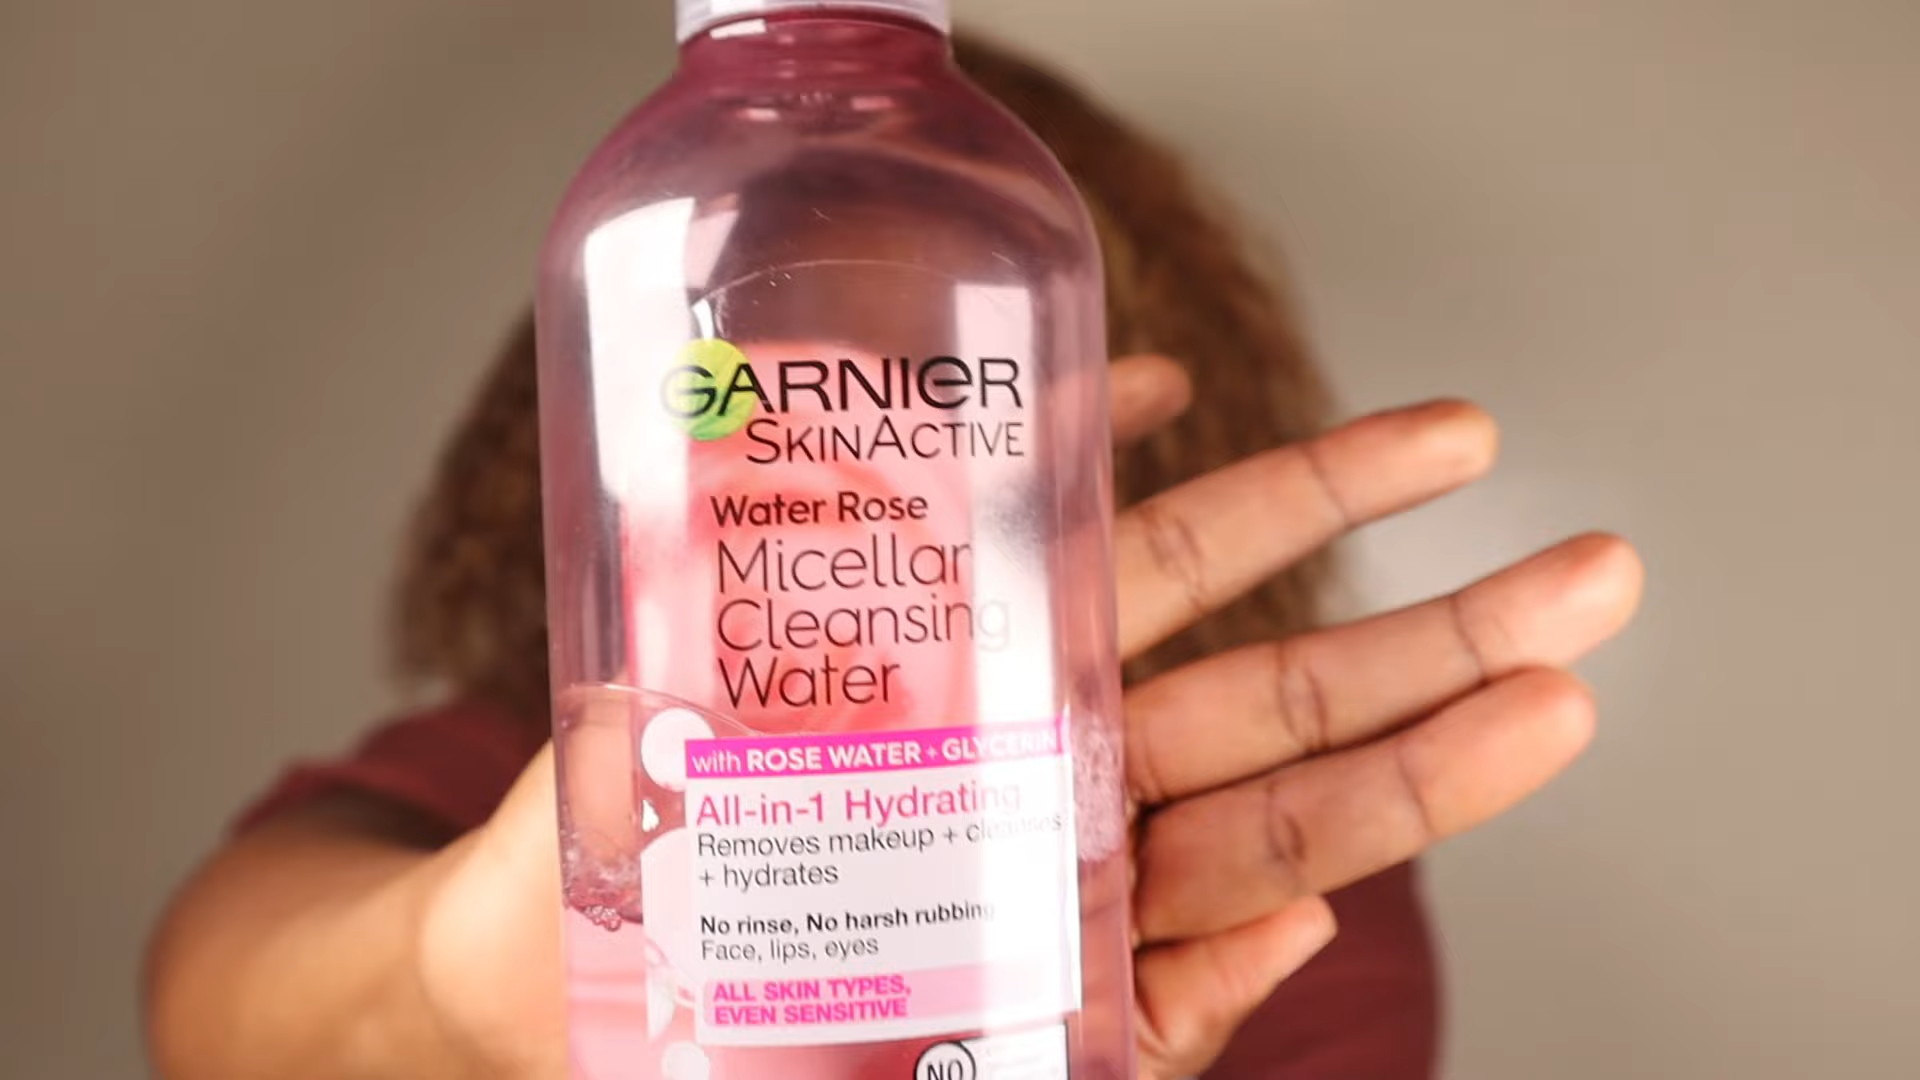 GARNIER
SKINACTIVE
Water Rose
Micellar
Cleansing
Water
with ROSE WATER + GLYCERIN
All-in-1 Hydrating
Removes makeup + cleanses
+ hydrates
No rinse, No harsh rubbing
Face, lips, eyes
ALL SKIN TYPES,
EVEN SENSITIVE
NO